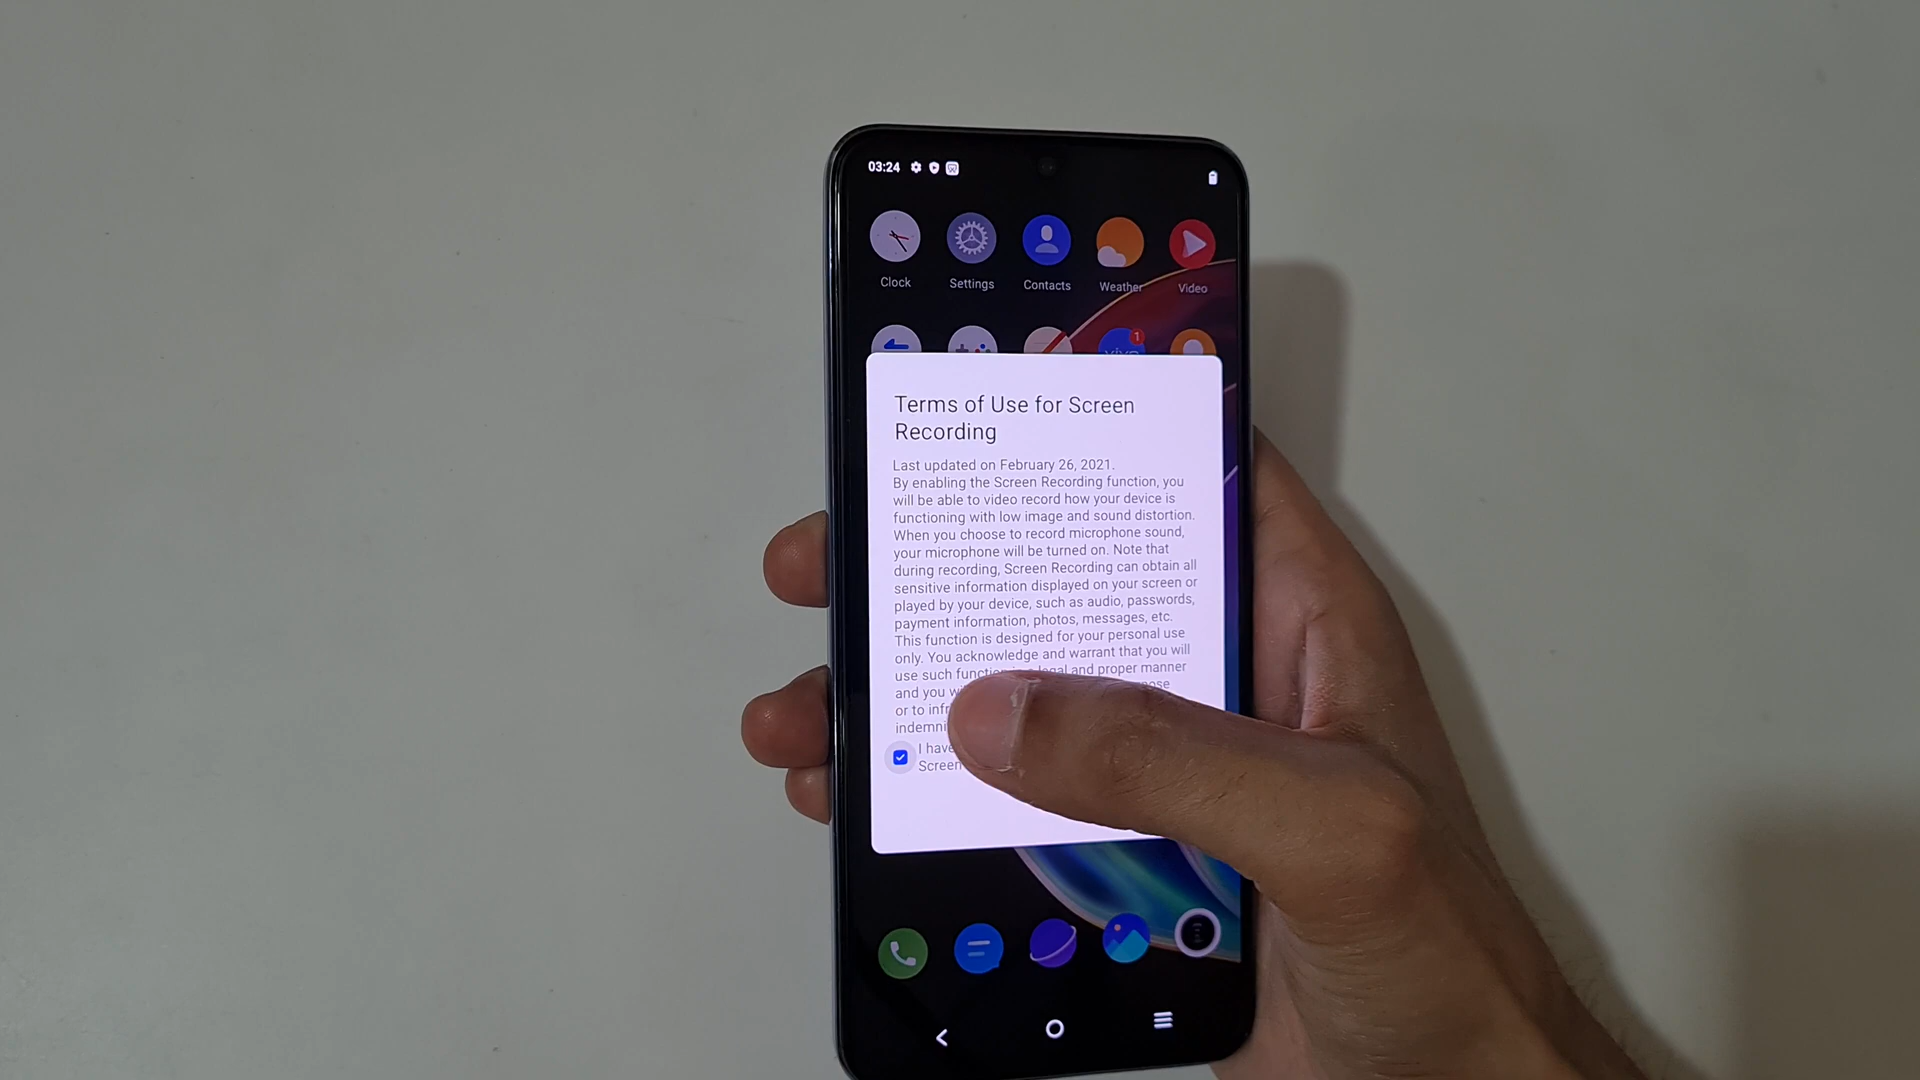 03:24
Clock Settings Contacts Weather Video
1
Terms of Use for Screen
Recording
Last updated on February 26, 2021.
By enabling the Screen Recording function, you
will be able to video record how your device is
functioning with low image and sound distortion.
When you choose to record microphone sound,
your microphone will be turned on. Note that
during recording, Screen Recording can obtain all
sensitive information displayed on your screen or
played by your device, such as audio, passwords,
payment information, photos, messages, etc.
This function is designed for your personal use
only. You acknowledge and warrant that you will
use such legal and proper manner
and you
or to
I have
Screen